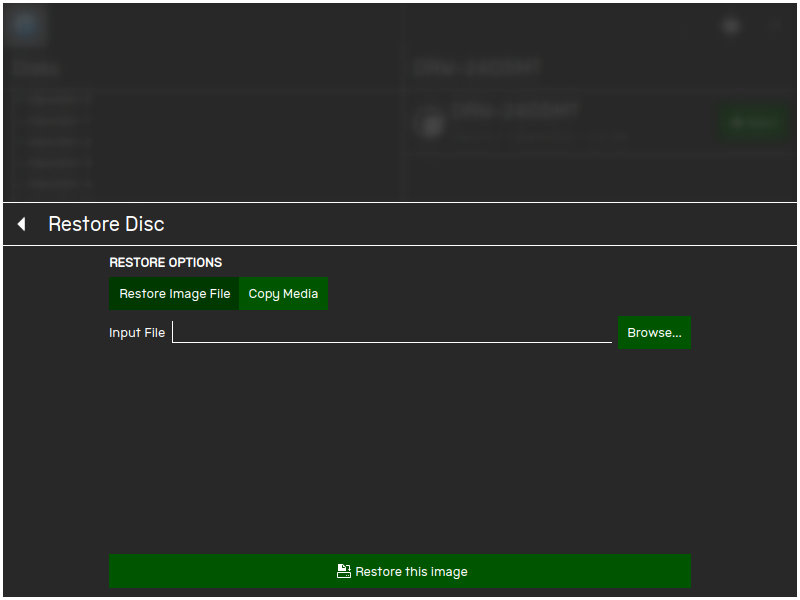 Restore Disc
RESTORE OPTIONS
Restore Image File Copy Media
Input File Browse...
Restore this image